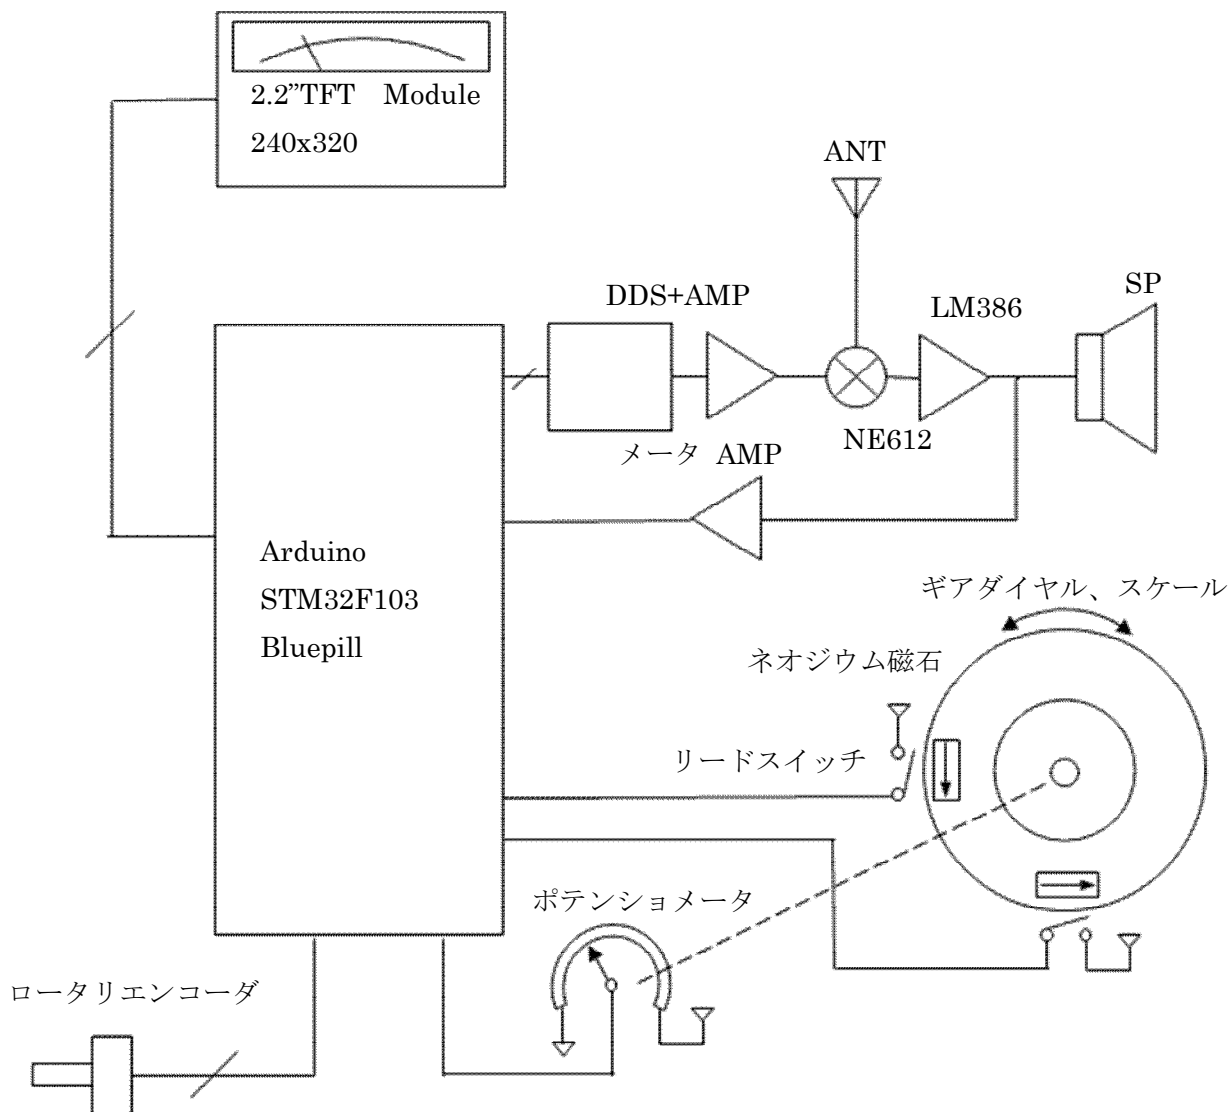 2.2”TFT Module
240x320
ANT
DDS+AMP
LM386
SP
NE612
メータ AMP
Arduino
STM32F103
Bluepill
ギアダイヤル、スケール
ネオジウム磁石
リードスイッチ
ポテンショメータ
ロータリエンコーダ